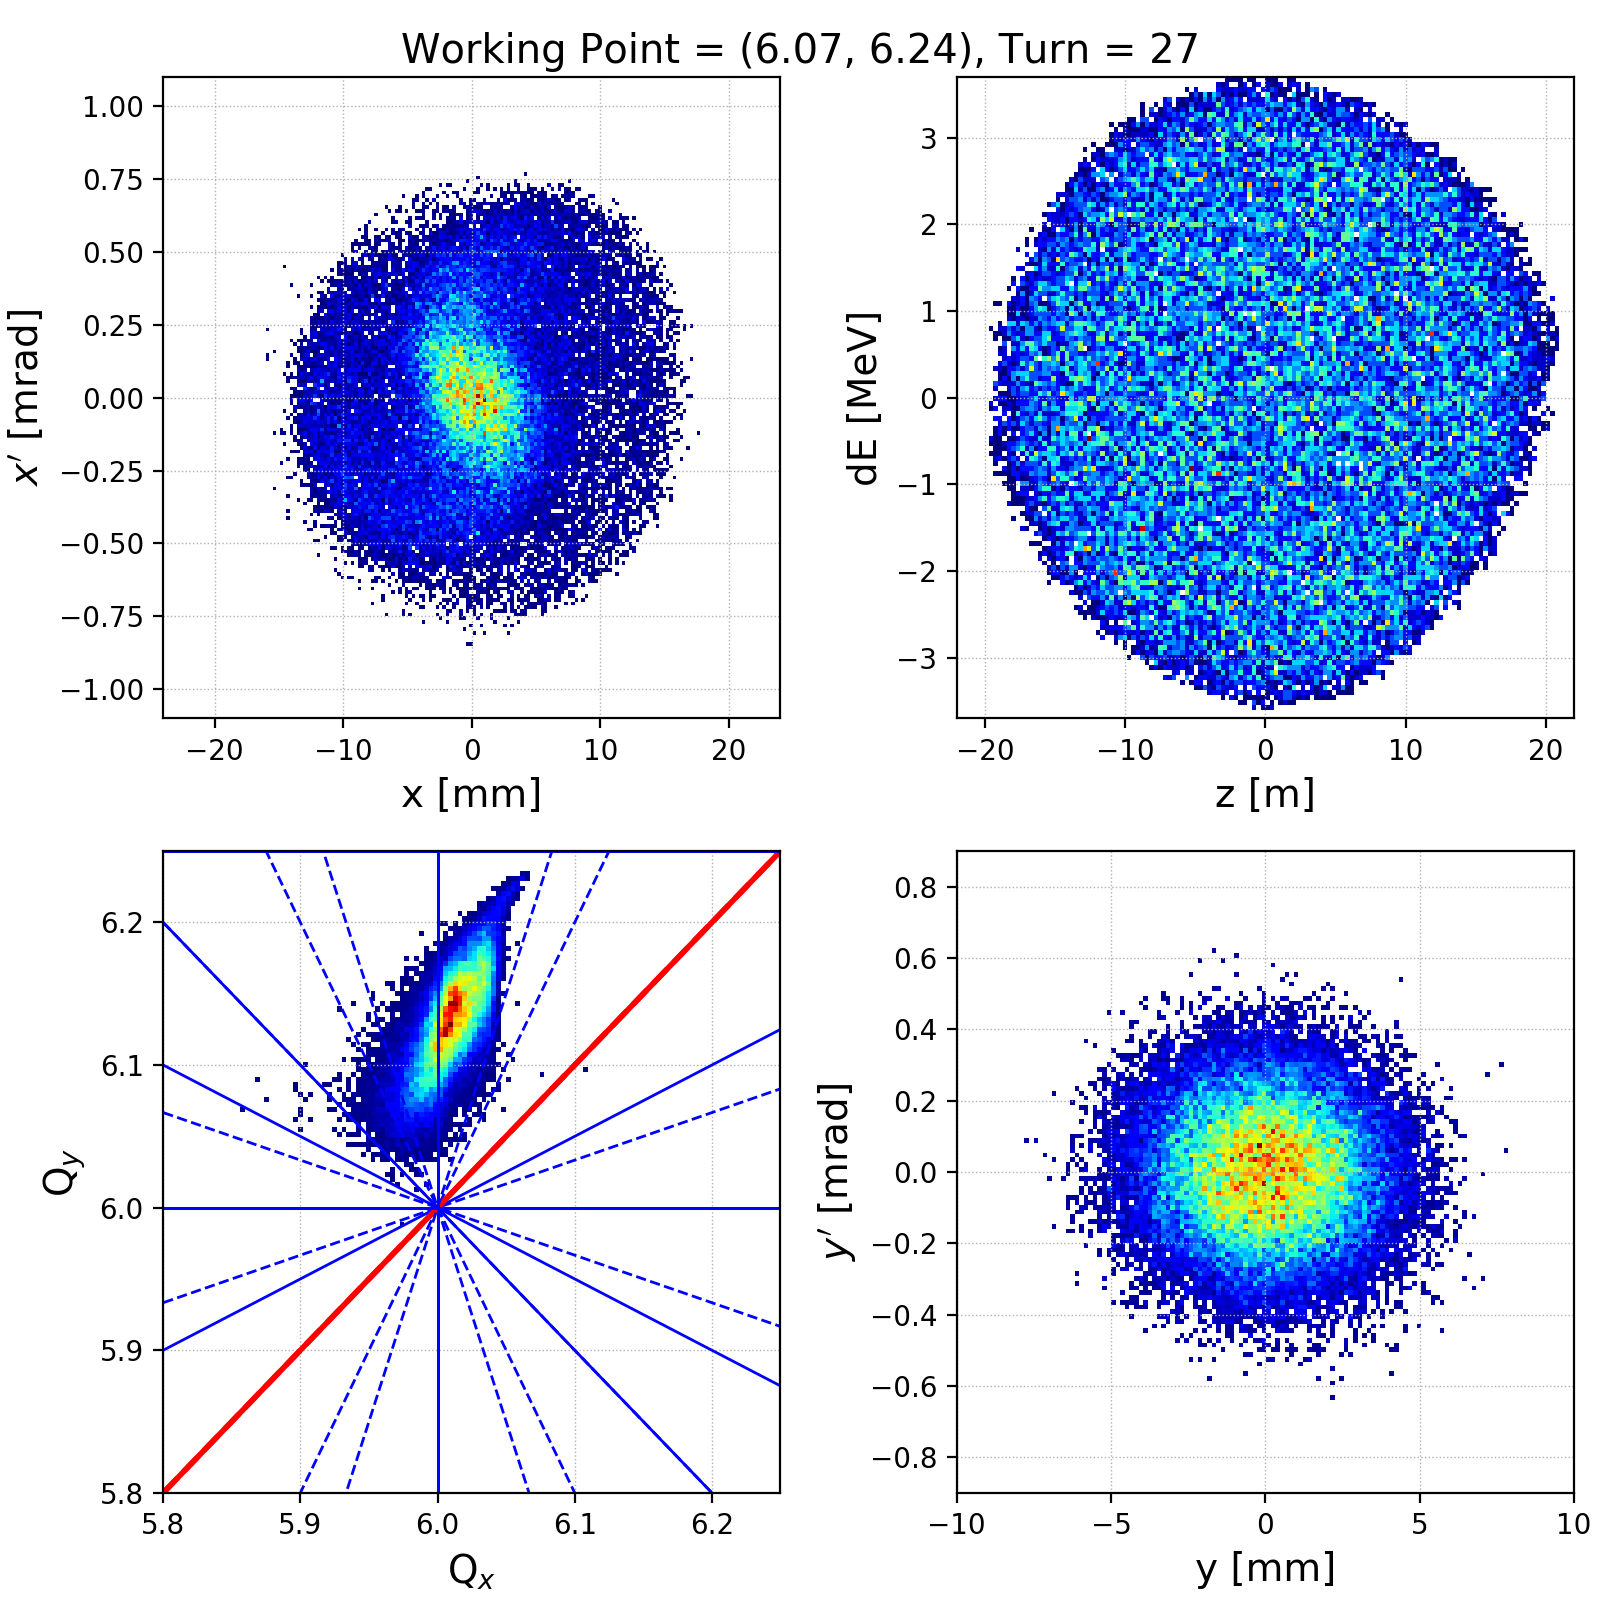 Working Point = (6.07, 6.24), Turn = 27
1.00
0.75
0.50
0.25
0.00
−0.25
−0.50
−0.75
−1.00
x′ [mrad]
−20 −10 0 10 20
x [mm]
3
2
1
0
−1
−2
−3
dE [MeV]
−20 −10 0 10 20
z [m]
6.2
6.1
6.0
5.9
5.8
Qy
5.8 5.9 6.0 6.1 6.2
Qx
0.8
0.6
0.4
0.2
0.0
−0.2
−0.4
−0.6
−0.8
y′ [mrad]
−10 −5 0 5 10
y [mm]